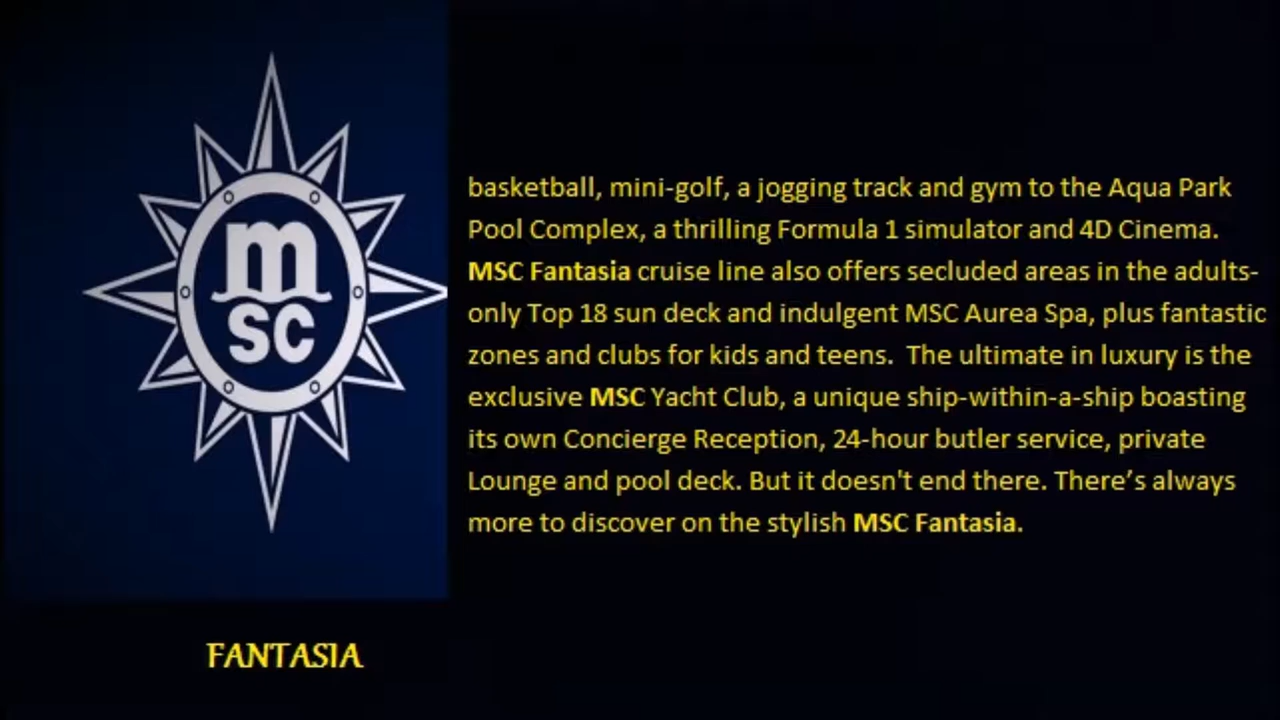 m
sc
basketball, mini-golf, a jogging track and gym to the Aqua Park
Pool Complex, a thrilling Formula 1 simulator and 4D Cinema.
MSC Fantasia cruise line also offers secluded areas in the adults-
only Top 18 sun deck and indulgent MSC Aurea Spa, plus fantastic
zones and clubs for kids and teens.  The ultimate in luxury is the
exclusive MSC Yacht Club, a unique ship-within-a-ship boasting
its own Concierge Reception, 24-hour butler service, private
Lounge and pool deck. But it doesn't end there. There’s always
more to discover on the stylish MSC Fantasia.
FANTASIA